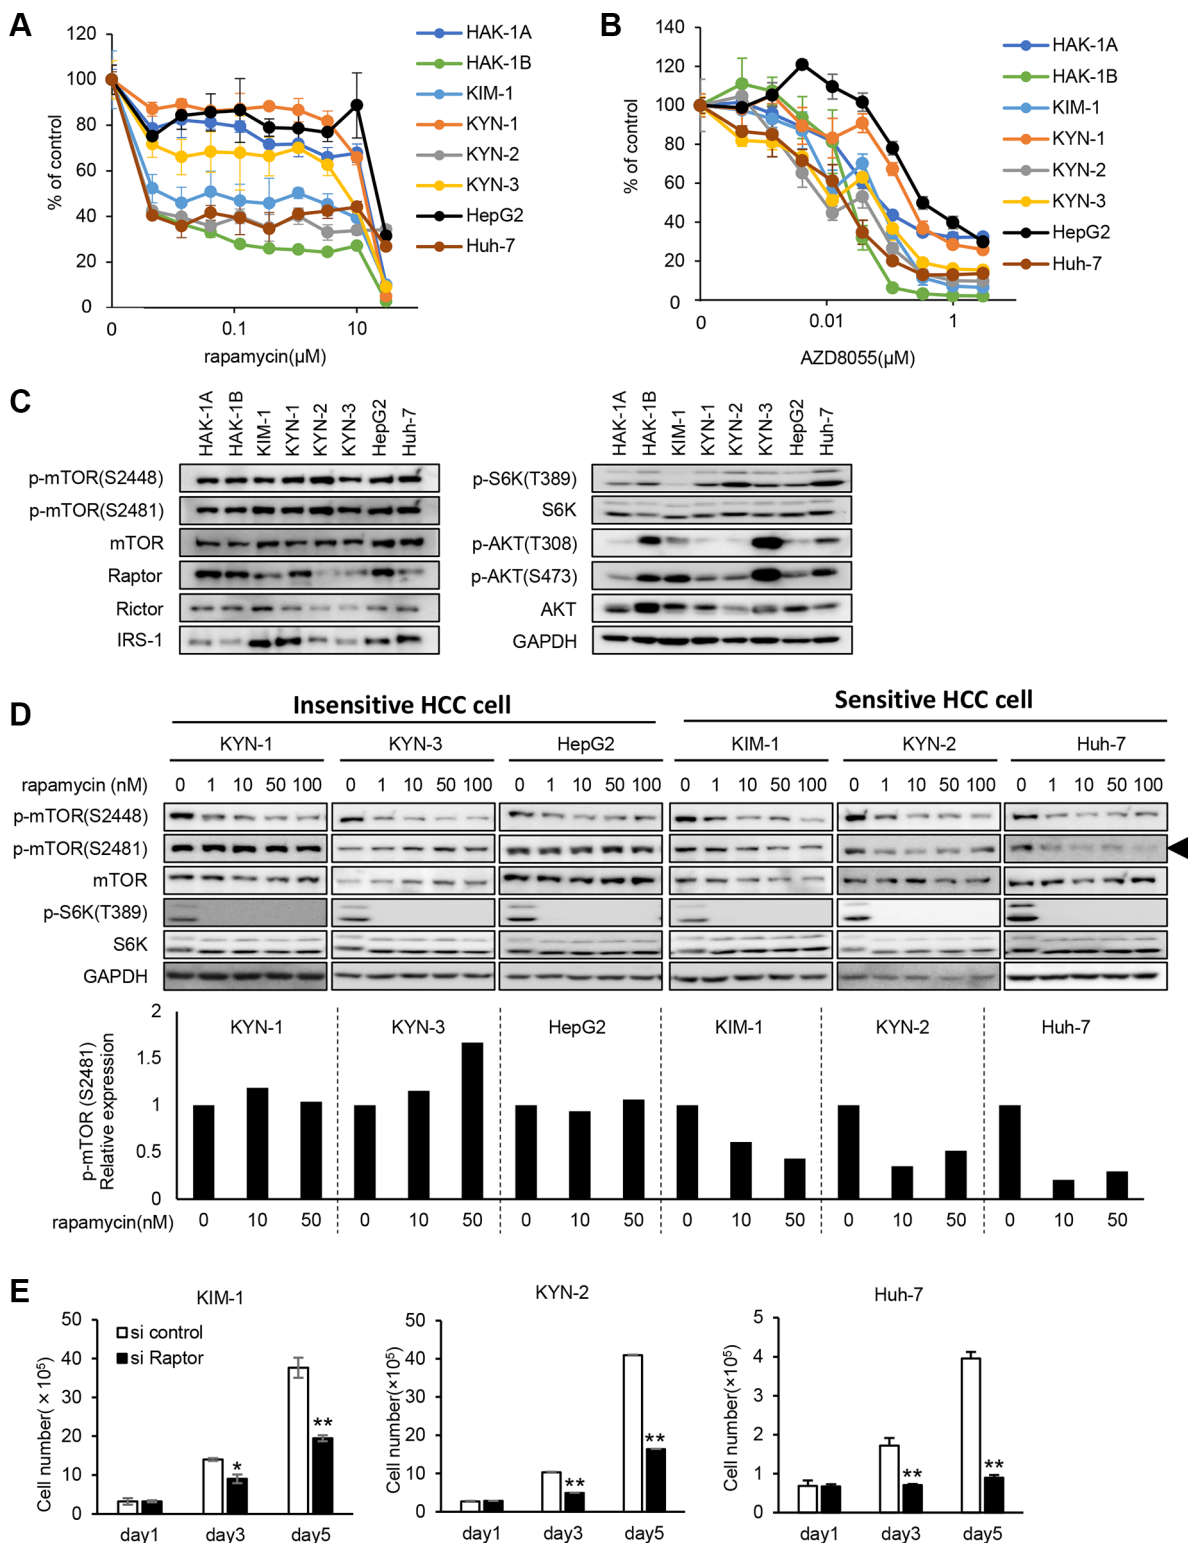 A
120
100
80
60
40
20
0
% of control
0
0.1
10
rapamycin(μM)
HAK-1A
HAK-1B
KIM-1
KYN-1
KYN-2
KYN-3
HepG2
Huh-7
B
140
120
100
80
60
40
20
0
% of control
0
0.01
1
AZD8055(μM)
HAK-1A
HAK-1B
KIM-1
KYN-1
KYN-2
KYN-3
HepG2
Huh-7
C
HAK-1A HAK-1B KIM-1 KYN-1 KYN-2 KYN-3 HepG2 Huh-7
p-mTOR(S2448)
p-mTOR(S2481)
mTOR
Raptor
Rictor
IRS-1
HAK-1A HAK-1B KIM-1 KYN-1 KYN-2 KYN-3 HepG2 Huh-7
p-S6K(T389)
S6K
p-AKT(T308)
p-AKT(S473)
AKT
GAPDH
D
Insensitive HCC cell Sensitive HCC cell
KYN-1 KYN-3 HepG2 KIM-1 KYN-2 Huh-7
rapamycin (nM) 0 1 10 50 100 0 1 10 50 100 0 1 10 50 100 0 1 10 50 100 0 1 10 50 100 0 1 10 50 100
p-mTOR(S2448)
p-mTOR(S2481)
mTOR
p-S6K(T389)
S6K
GAPDH
p-mTOR (S2481)
Relative expression
2
1.5
1
0.5
0
KYN-1 KYN-3 HepG2 KIM-1 KYN-2 Huh-7
rapamycin(nM) 0 10 50 0 10 50 0 10 50 0 10 50 0 10 50 0 10 50
E
KIM-1
Cell number( × 10⁵)
50
40
30
20
10
0
si control
si Raptor
*
**
day1 day3 day5
KYN-2
Cell number(×10⁵)
50
40
30
20
10
0
**
**
day1 day3 day5
Huh-7
Cell number(×10⁵)
5
4
3
2
1
0
**
**
day1 day3 day5